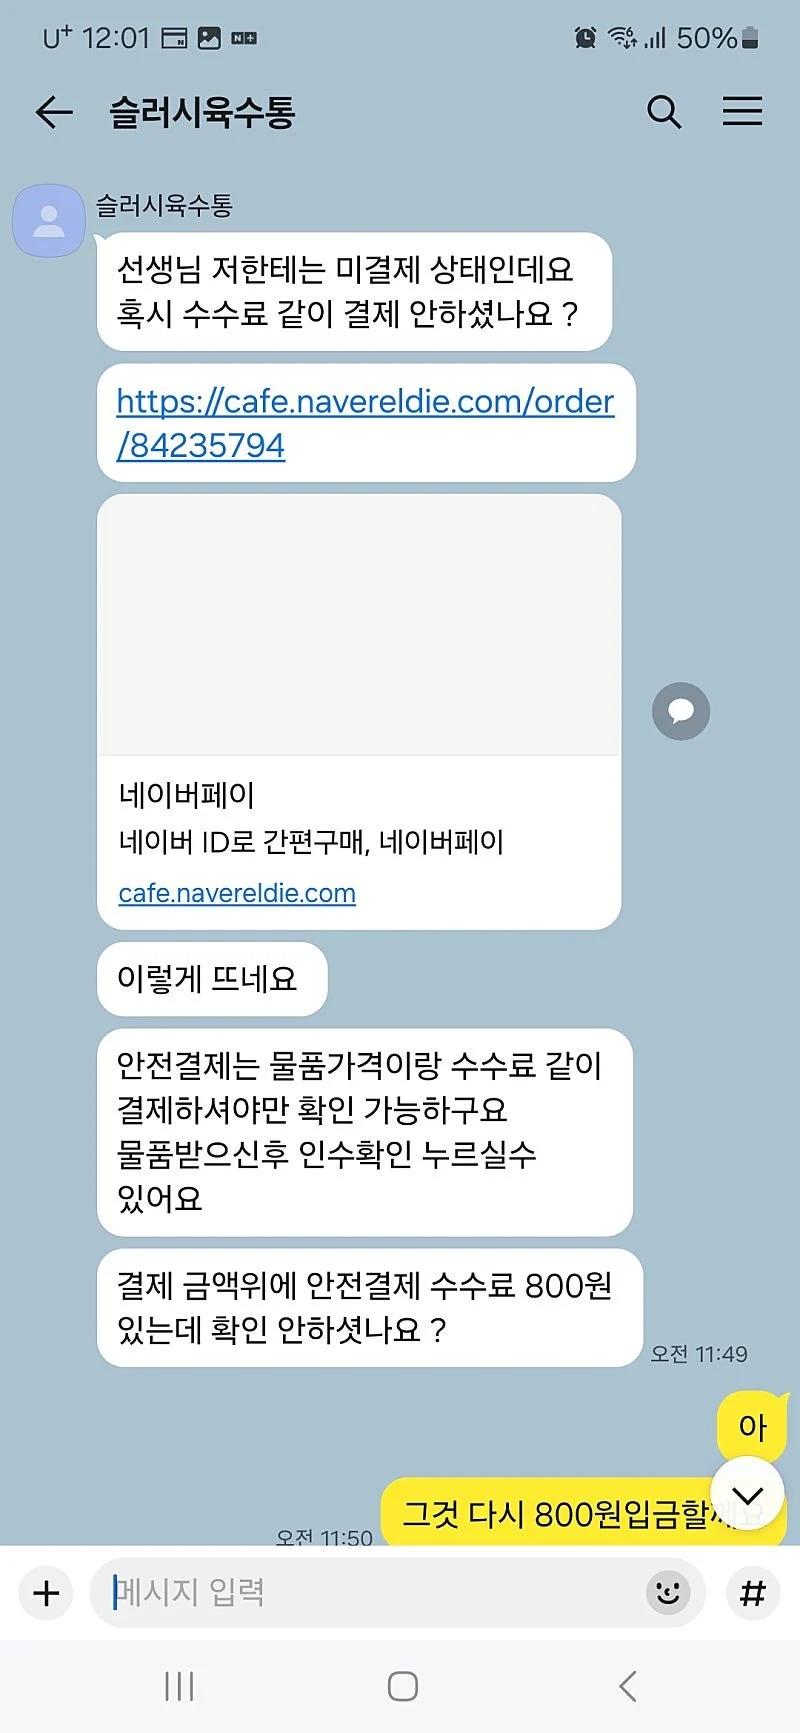 U+ 12:01 50%
슬러시육수통
슬러시육수통
선생님 저한테는 미결제 상태인데요
혹시 수수료 같이 결제 안하셨나요 ?
https://cafe.navereldie.com/order
/84235794
네이버페이
네이버 ID로 간편구매, 네이버페이
cafe.navereldie.com
이렇게 뜨네요
안전결제는 물품가격이랑 수수료 같이
결제하셔야만 확인 가능하구요
물품받으신후 인수확인 누르실수
있어요
결제 금액위에 안전결제 수수료 800원
있는데 확인 안하셧나요 ?
오전 11:49
아
그것 다시 800원입금할께요
오전 11:50
메시지 입력